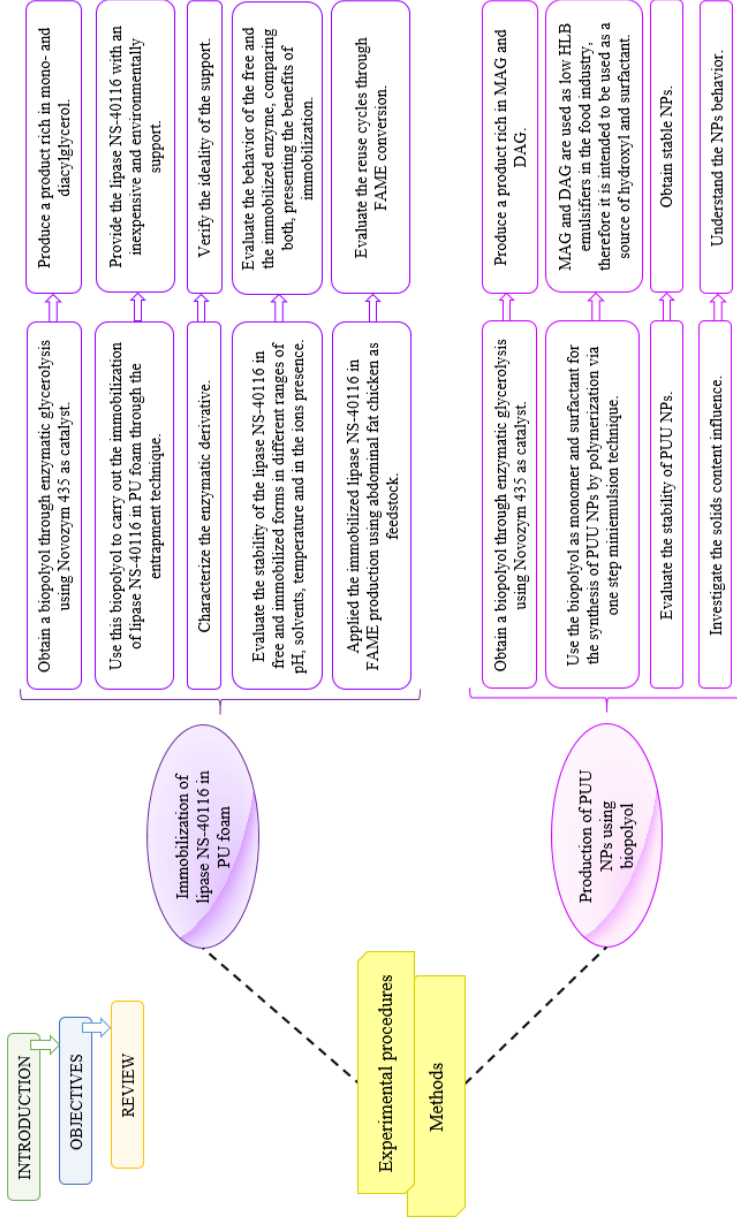 INTRODUCTION
OBJECTIVES
REVIEW
Experimental procedures
Methods
Immobilization of
lipase NS-40116 in
PU foam
Obtain a biopolyol through enzymatic glycerolysis
using Novozym 435 as catalyst.
Produce a product rich in mono- and
diacylglycerol.
Use this biopolyol to carry out the immobilization
of lipase NS-40116 in PU foam through the
entrapment technique.
Provide the lipase NS-40116 with an
inexpensive and environmentally
support.
Characterize the enzymatic derivative.
Verify the ideality of the support.
Evaluate the stability of the lipase NS-40116 in
free and immobilized forms in different ranges of
pH, solvents, temperature and in the ions presence.
Evaluate the behavior of the free and
the immobilized enzyme, comparing
both, presenting the benefits of
immobilization.
Applied the immobilized lipase NS-40116 in
FAME production using abdominal fat chicken as
feedstock.
Evaluate the reuse cycles through
FAME conversion.
Production of PUU
NPs using
biopolyol
Obtain a biopolyol through enzymatic glycerolysis
using Novozym 435 as catalyst.
Produce a product rich in MAG and
DAG.
Use the biopolyol as monomer and surfactant for
the synthesis of PUU NPs by polymerization via
one step miniemulsion technique.
MAG and DAG are used as low HLB
emulsifiers in the food industry,
therefore it is intended to be used as a
source of hydroxyl and surfactant.
Evaluate the stability of PUU NPs.
Obtain stable NPs.
Investigate the solids content influence.
Understand the NPs behavior.